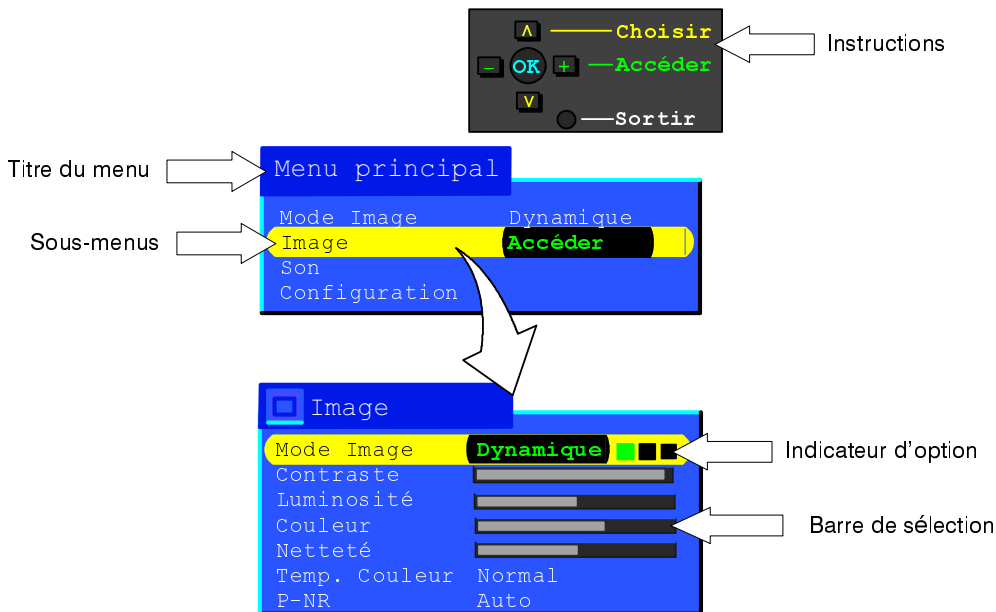 ∧ Choisir
Instructions
− OK + Accéder
∨
Sortir
Titre du menu
Menu principal
Mode Image Dynamique
Sous-menus
Image Accéder
Son
Configuration
Image
Mode Image Dynamique
Indicateur d'option
Contraste
Luminosité
Couleur
Barre de sélection
Netteté
Temp. Couleur Normal
P-NR Auto